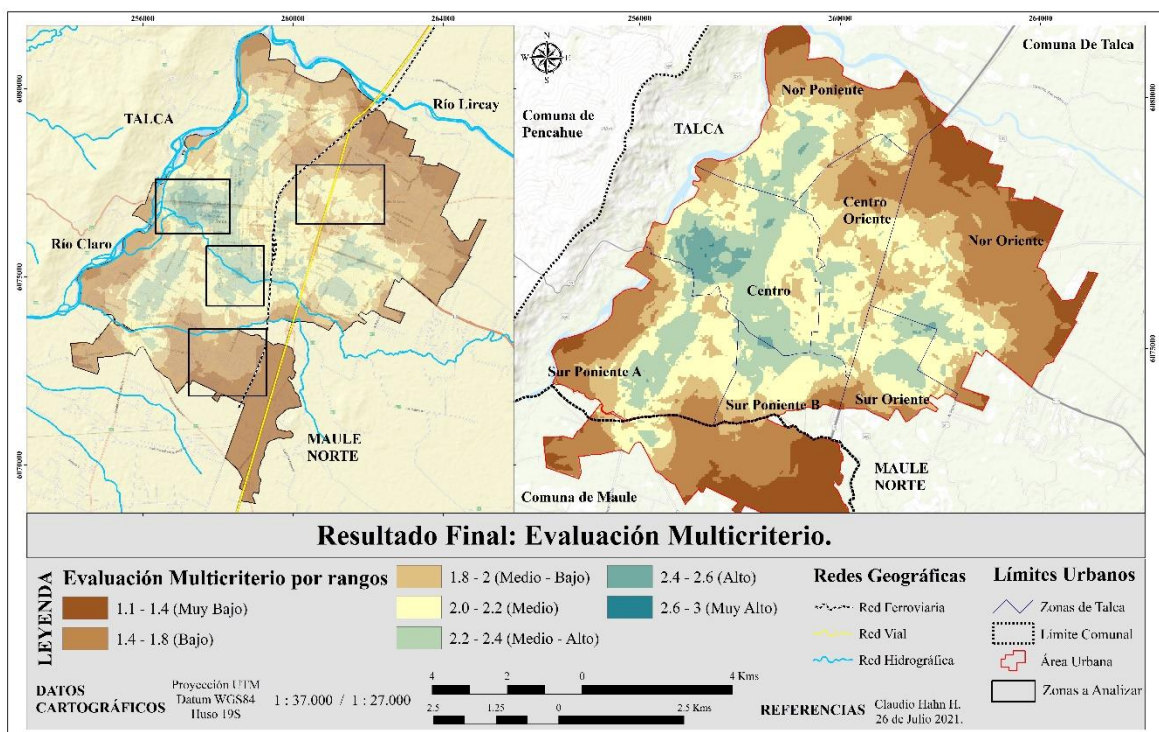 256000
260000
264000
6080000
6075000
6070000
TALCA
Río Lircay
Río Claro
MAULE
NORTE
256000
260000
264000
6080000
6075000
N
W
E
S
Comuna De Talca
Comuna de
Pencahue
TALCA
Nor Poniente
Centro
Oriente
Nor Oriente
Centro
Sur Poniente A
Sur Poniente B
Sur Oriente
MAULE
NORTE
Comuna de Maule
Resultado Final: Evaluación Multicriterio.
LEYENDA
Evaluación Multicriterio por rangos
1.1 - 1.4 (Muy Bajo)
1.4 - 1.8 (Bajo)
1.8 - 2 (Medio - Bajo)
2.0 - 2.2 (Medio)
2.2 - 2.4 (Medio - Alto)
2.4 - 2.6 (Alto)
2.6 - 3 (Muy Alto)
Redes Geográficas
Red Ferroviaria
Red Vial
Red Hidrográfica
Límites Urbanos
Zonas de Talca
Límite Comunal
Área Urbana
Zonas a Analizar
DATOS
CARTOGRÁFICOS
Proyección UTM
Datum WGS84
Huso 19S
1 : 37.000 / 1 : 27.000
4 2 0 4 Kms
2.5 1.25 0 2.5 Kms
REFERENCIAS
Claudio Hahn H.
26 de Julio 2021.